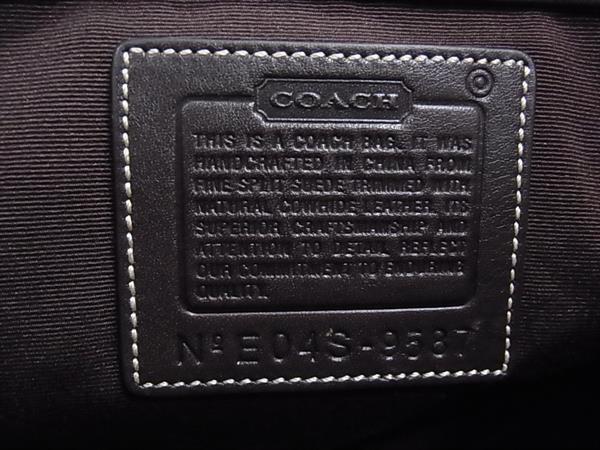 COACH
THIS IS A COACH BAG. IT WAS
HANDCRAFTED IN CHINA FROM
FINE SPLIT SUEDE TRIMMED WITH
NATURAL COWHIDE LEATHER. ITS
SUPERIOR CRAFTSMANSHIP AND
ATTENTION TO DETAIL REFLECT
OUR COMMITMENT TO ENDURING
QUALITY.
Nº E04S-9587